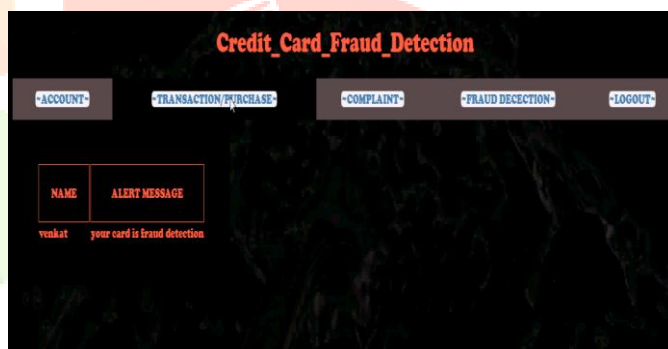 Credit_Card_Fraud_Detection
~ACCOUNT~ ~TRANSACTION/PURCHASE~ ~COMPLAINT~ ~FRAUD DECECTION~ ~LOGOUT~
NAME ALERT MESSAGE
venkat your card is fraud detection